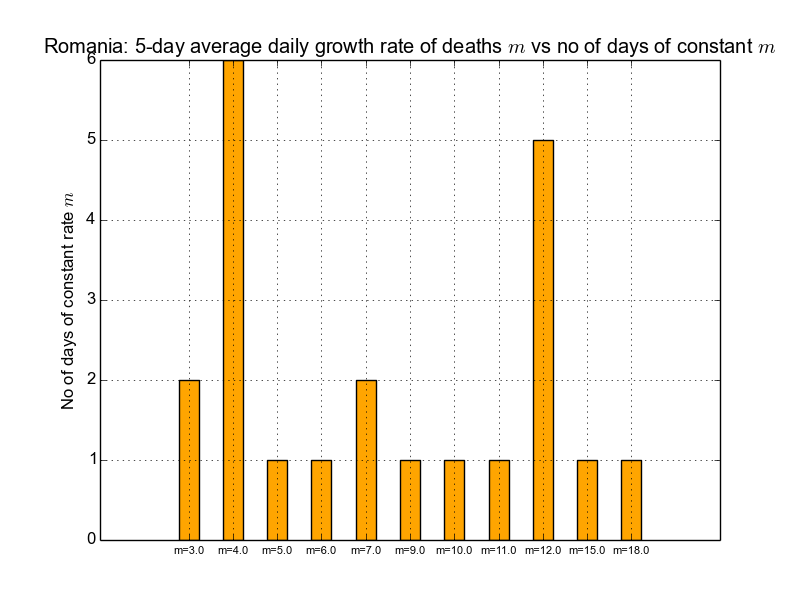 Romania: 5-day average daily growth rate of deaths m vs no of days of constant m
No of days of constant rate m
6
5
4
3
2
1
0
m=3.0 m=4.0 m=5.0 m=6.0 m=7.0 m=9.0 m=10.0 m=11.0 m=12.0 m=15.0 m=18.0